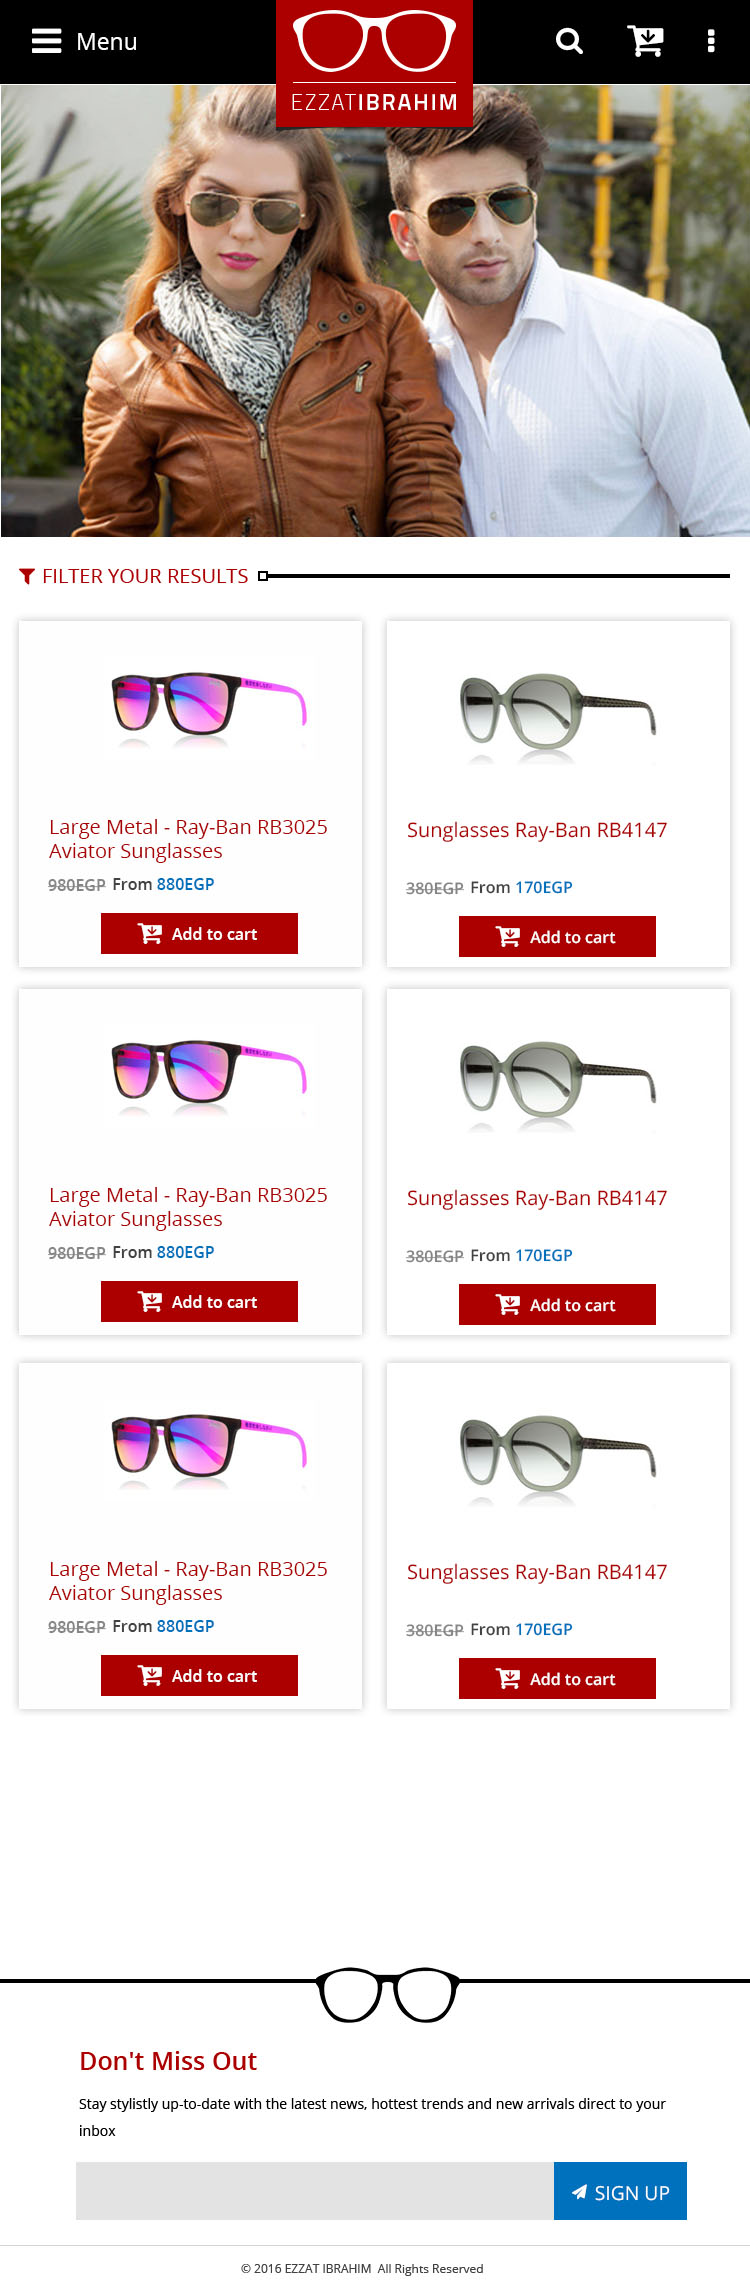 Menu
EZZATIBRAHIM
FILTER YOUR RESULTS
Large Metal - Ray-Ban RB3025
Aviator Sunglasses
980EGP From 880EGP
Add to cart
Sunglasses Ray-Ban RB4147
380EGP From 170EGP
Add to cart
Large Metal - Ray-Ban RB3025
Aviator Sunglasses
980EGP From 880EGP
Add to cart
Sunglasses Ray-Ban RB4147
380EGP From 170EGP
Add to cart
Large Metal - Ray-Ban RB3025
Aviator Sunglasses
980EGP From 880EGP
Add to cart
Sunglasses Ray-Ban RB4147
380EGP From 170EGP
Add to cart
Don't Miss Out
Stay stylistly up-to-date with the latest news, hottest trends and new arrivals direct to your
inbox
SIGN UP
© 2016 EZZAT IBRAHIM  All Rights Reserved